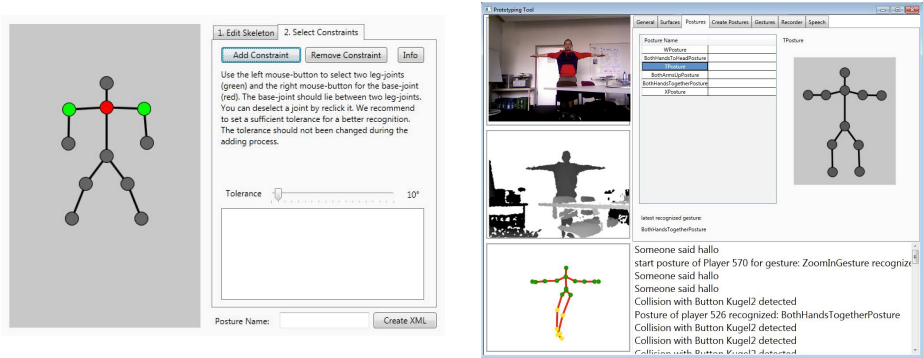 1. Edit Skeleton
2. Select Constraints
Add Constraint
Remove Constraint
Info
Use the left mouse-button to select two leg-joints
(green) and the right mouse-button for the base-joint
(red). The base-joint should lie between two leg-joints.
You can deselect a joint by reclick it. We recommend
to set a sufficient tolerance for a better recognition.
The tolerance should not been changed during the
adding process.
Tolerance
10°
Posture Name:
Create XML
Prototyping Tool
General
Surfaces
Postures
Create Postures
Gestures
Recorder
Speech
Posture Name
WPosture
BothHandsToHeadPosture
TPosture
BothArmsUpPosture
BothHandsTogetherPosture
XPosture
TPosture
latest recognized gesture:
BothHandsTogetherPosture
Someone said hallo
start posture of Player 570 for gesture: ZoomInGesture recognize
Someone said hallo
Someone said hallo
Collision with Button Kugel2 detected
Posture of player 526 recognized: BothHandsTogetherPosture
Collision with Button Kugel2 detected
Collision with Button Kugel2 detected
Collision with Button Kugel2 detected